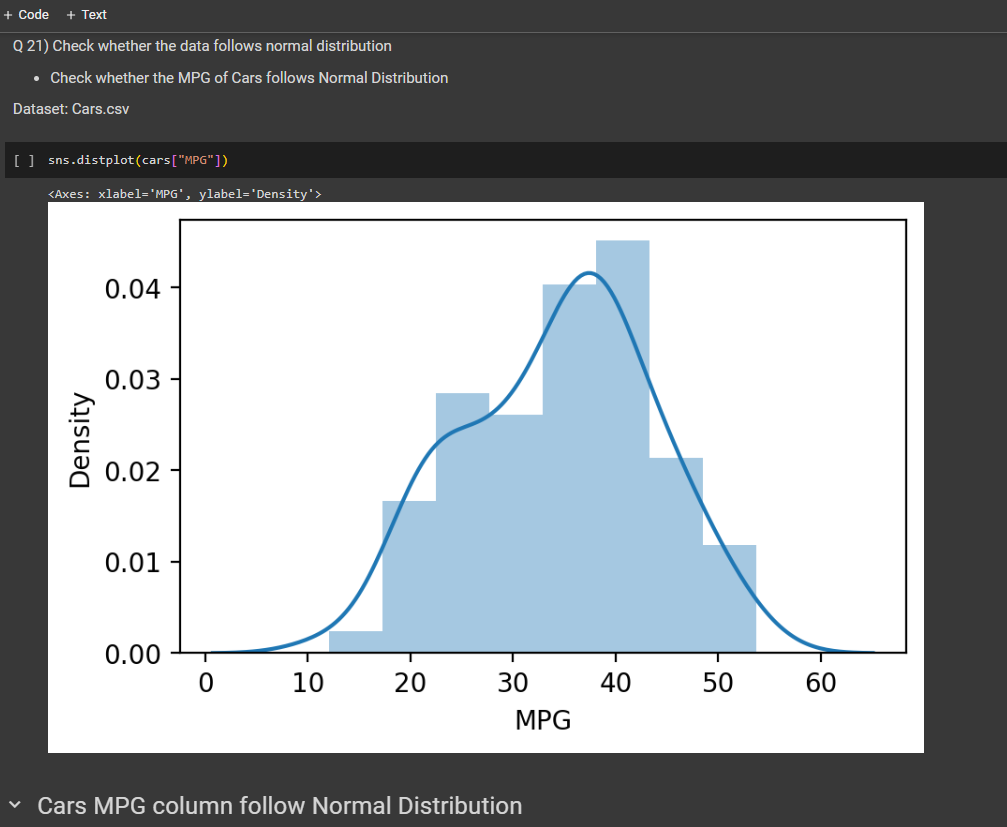 + Code + Text
Q 21) Check whether the data follows normal distribution
• Check whether the MPG of Cars follows Normal Distribution
Dataset: Cars.csv
[ ] sns.distplot(cars["MPG"])
<Axes: xlabel='MPG', ylabel='Density'>
0.04
0.03
0.02
0.01
0.00
Density
0 10 20 30 40 50 60
MPG
Cars MPG column follow Normal Distribution